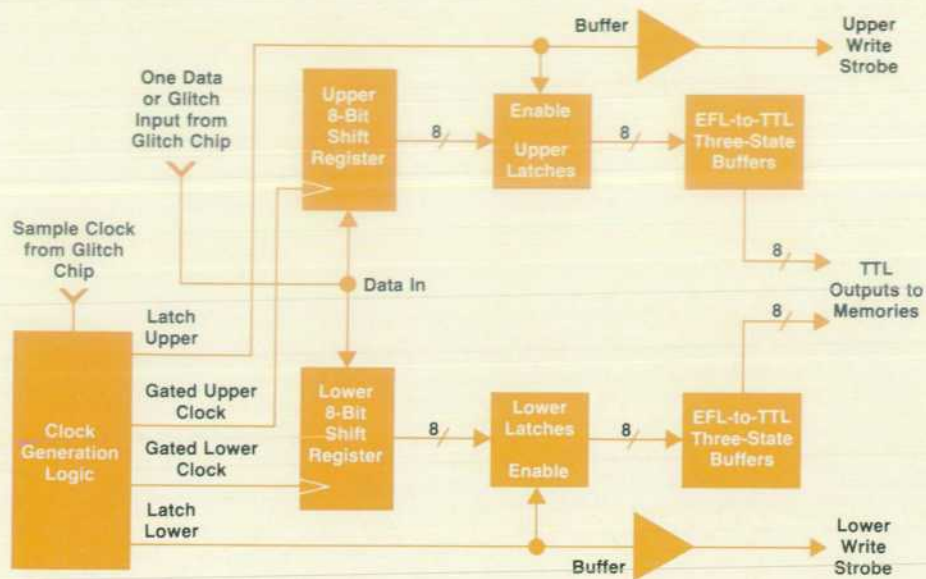 Buffer
Upper
Write
Strobe
One Data
or Glitch
Input from
Glitch Chip
Upper
8-Bit
Shift
Register
8
Enable
Upper
Latches
8
EFL-to-TTL
Three-State
Buffers
Sample Clock
from Glitch
Chip
Data In
8
TTL
Outputs to
Memories
8
Latch
Upper
Gated Upper
Clock
Clock
Generation
Logic
Gated Lower
Clock
Latch
Lower
Lower
8-Bit
Shift
Register
8
Lower
Latches
Enable
8
EFL-to-TTL
Three-State
Buffers
Buffer
Lower
Write
Strobe